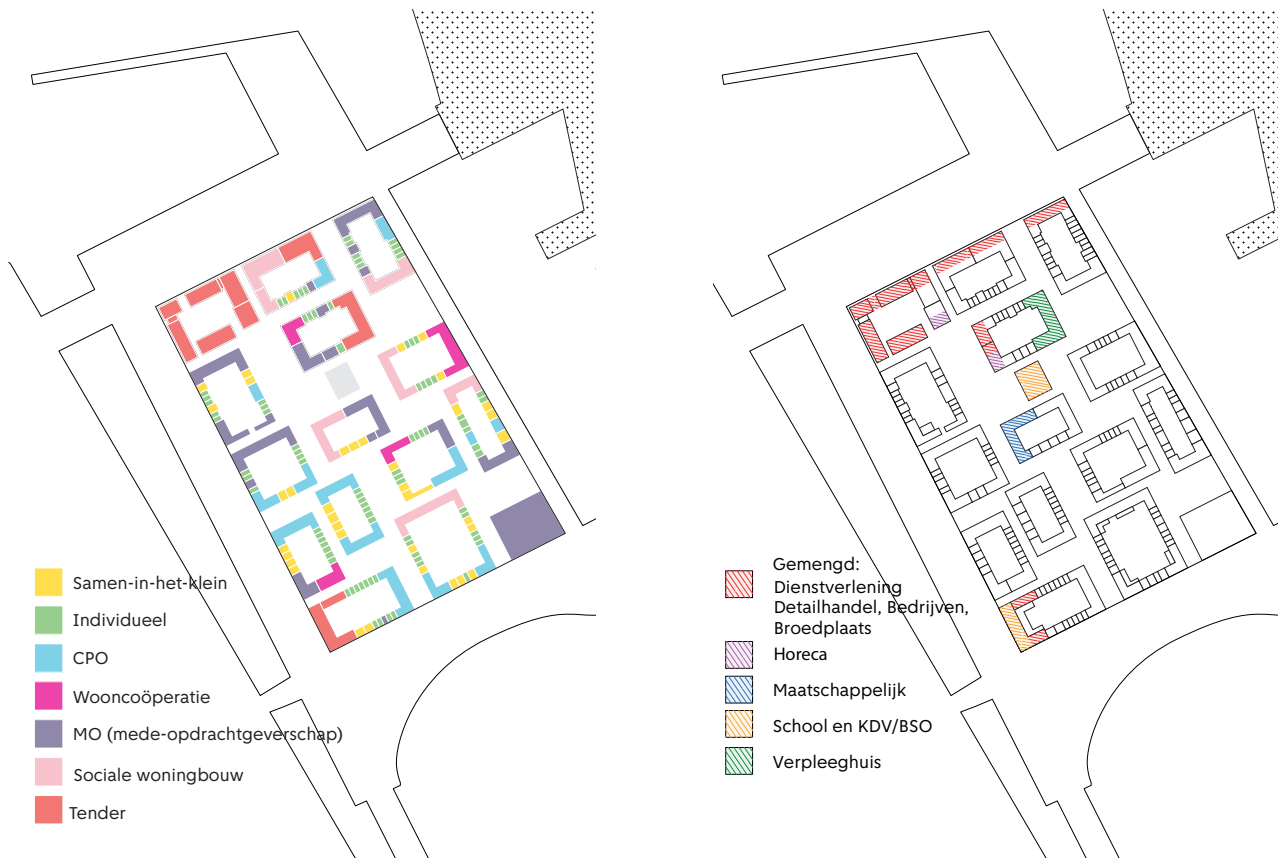 Samen-in-het-klein
Individueel
CPO
Wooncoöperatie
MO (mede-opdrachtgeverschap)
Sociale woningbouw
Tender
Gemengd:
Dienstverlening
Detailhandel, Bedrijven,
Broedplaats
Horeca
Maatschappelijk
School en KDV/BSO
Verpleeghuis